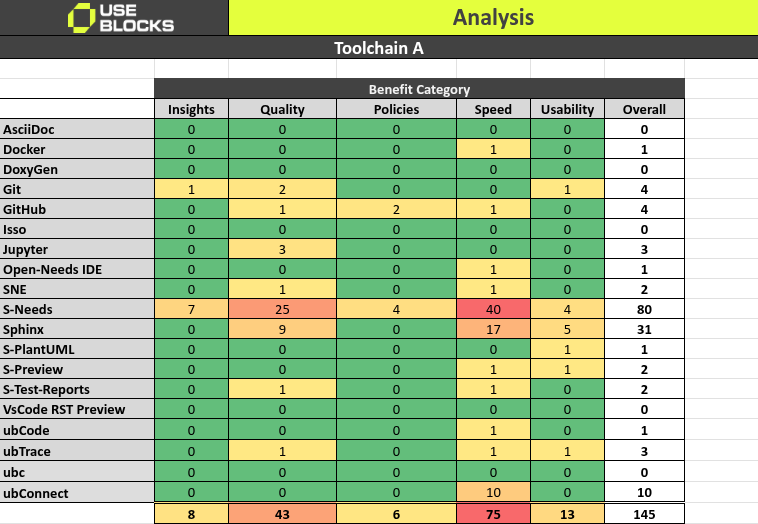 USE
BLOCKS
Analysis
Toolchain A
Benefit Category
Insights Quality Policies Speed Usability Overall
AsciiDoc 0 0 0 0 0 0
Docker 0 0 0 1 0 1
DoxyGen 0 0 0 0 0 0
Git 1 2 0 0 1 4
GitHub 0 1 2 1 0 4
Isso 0 0 0 0 0 0
Jupyter 0 3 0 0 0 3
Open-Needs IDE 0 0 0 1 0 1
SNE 0 1 0 1 0 2
S-Needs 7 25 4 40 4 80
Sphinx 0 9 0 17 5 31
S-PlantUML 0 0 0 0 1 1
S-Preview 0 0 0 1 1 2
S-Test-Reports 0 1 0 1 0 2
VsCode RST Preview 0 0 0 0 0 0
ubCode 0 0 0 1 0 1
ubTrace 0 1 0 1 1 3
ubc 0 0 0 0 0 0
ubConnect 0 0 0 10 0 10
8 43 6 75 13 145